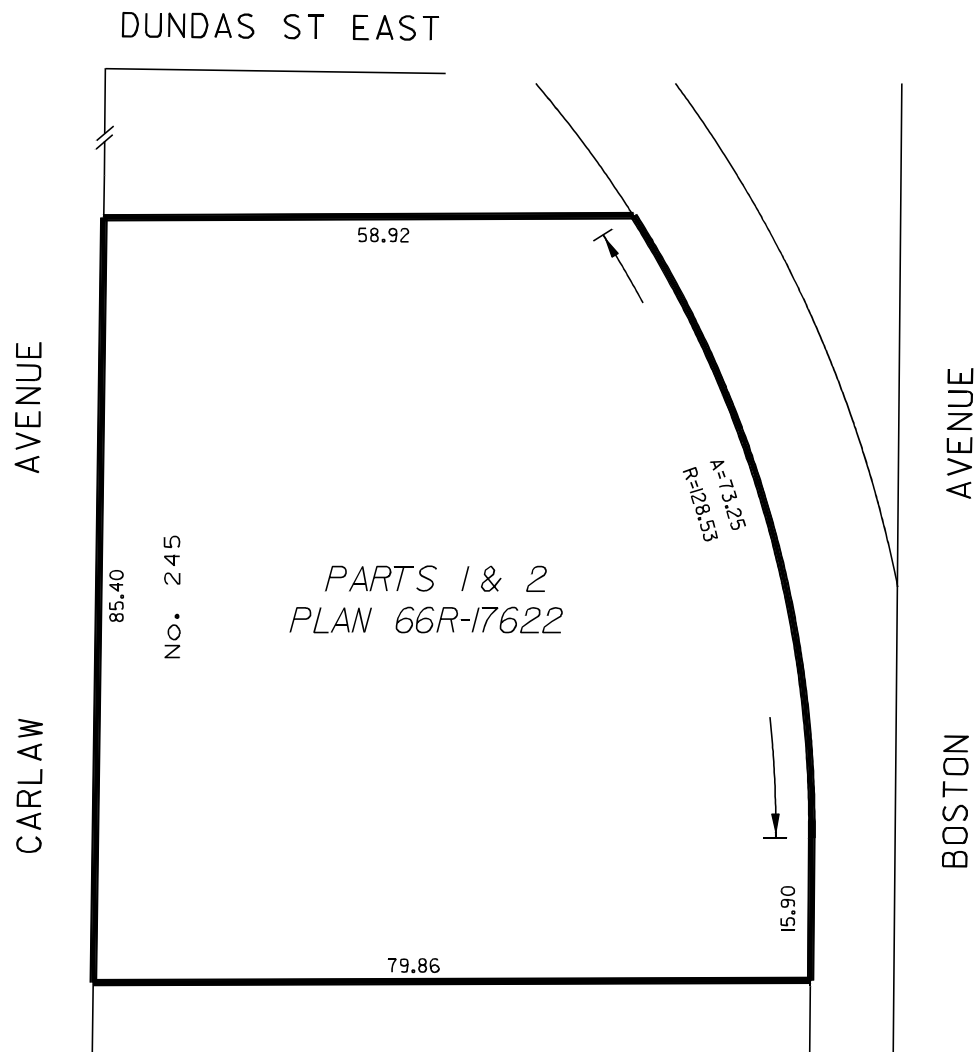 DUNDAS ST EAST
58.92
AVENUE
AVENUE
A=73.25
R=128.53
No. 245
85.40
PARTS 1 & 2
PLAN 66R-17622
CARLAW
BOSTON
15.90
79.86